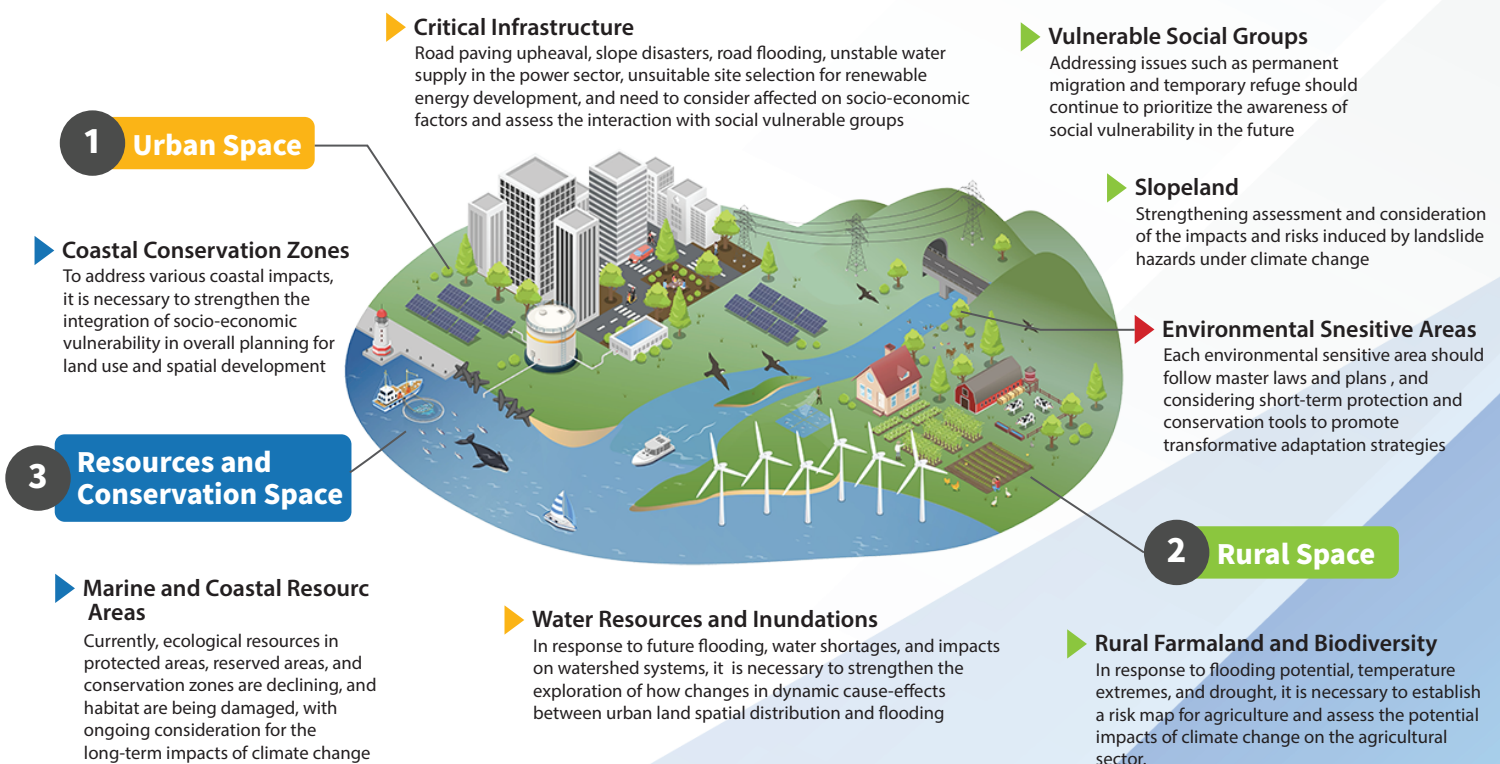 Critical Infrastructure
Road paving upheaval, slope disasters, road flooding, unstable water
supply in the power sector, unsuitable site selection for renewable
energy development, and need to consider affected on socio-economic
factors and assess the interaction with social vulnerable groups
Vulnerable Social Groups
Addressing issues such as permanent
migration and temporary refuge should
continue to prioritize the awareness of
social vulnerability in the future
1
Urban Space
Slopeland
Strengthening assessment and consideration
of the impacts and risks induced by landslide
hazards under climate change
Coastal Conservation Zones
To address various coastal impacts,
it is necessary to strengthen the
integration of socio-economic
vulnerability in overall planning for
land use and spatial development
Environmental Snesitive Areas
Each environmental sensitive area should
follow master laws and plans , and
considering short-term protection and
conservation tools to promote
transformative adaptation strategies
3
Resources and
Conservation Space
2
Rural Space
Marine and Coastal Resourc
Areas
Currently, ecological resources in
protected areas, reserved areas, and
conservation zones are declining, and
habitat are being damaged, with
ongoing consideration for the
long-term impacts of climate change
Water Resources and Inundations
In response to future flooding, water shortages, and impacts
on watershed systems, it is necessary to strengthen the
exploration of how changes in dynamic cause-effects
between urban land spatial distribution and flooding
Rural Farmaland and Biodiversity
In response to flooding potential, temperature
extremes, and drought, it is necessary to establish
a risk map for agriculture and assess the potential
impacts of climate change on the agricultural
sector.